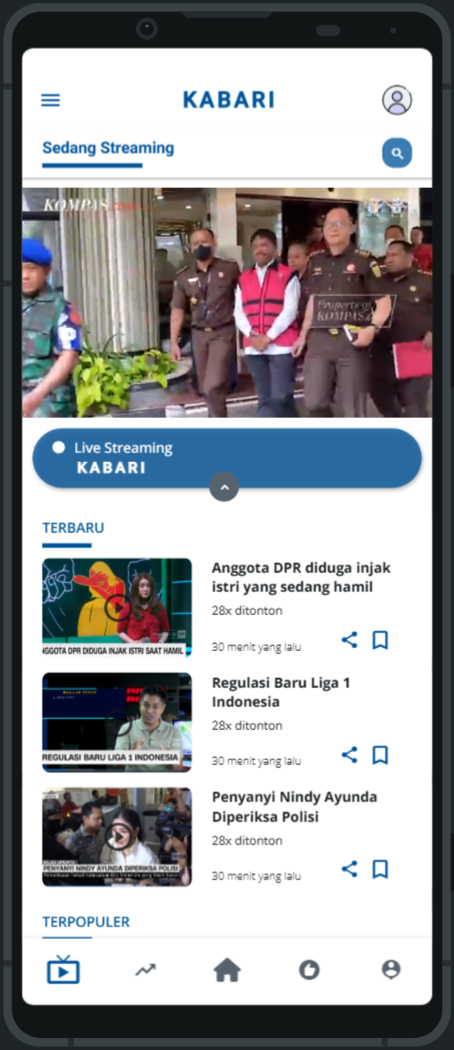 KABARI
Sedang Streaming
KOMPAS
Property of
KOMPAS
Live Streaming
KABARI
TERBARU
Anggota DPR diduga injak
istri yang sedang hamil
28x ditonton
NGGOTA DPR DIDUGA INJAK ISTRI SAAT HAMIL
30 menit yang lalu
Regulasi Baru Liga 1
Indonesia
28x ditonton
REGULASI BARU LIGA 1 INDONESIA
30 menit yang lalu
Penyanyi Nindy Ayunda
Diperiksa Polisi
28x ditonton
PENYANYI NINDY AYUNDA DIPERIKSA POLISI
30 menit yang lalu
TERPOPULER